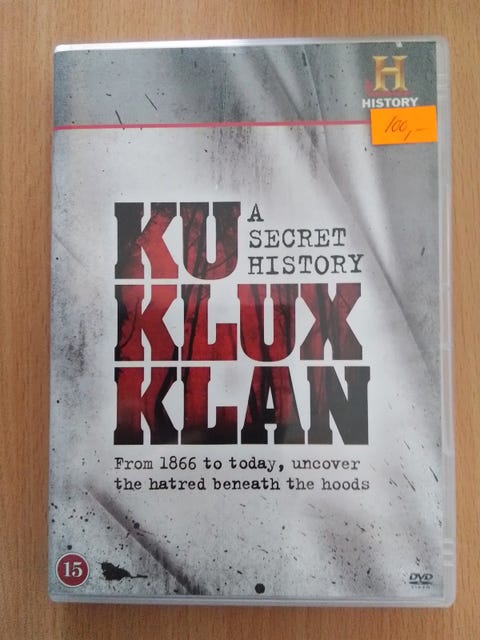 H
HISTORY
100,-
KU
A
SECRET
HISTORY
KLUX
KLAN
From 1866 to today, uncover
the hatred beneath the hoods
15
DVD
VIDEO